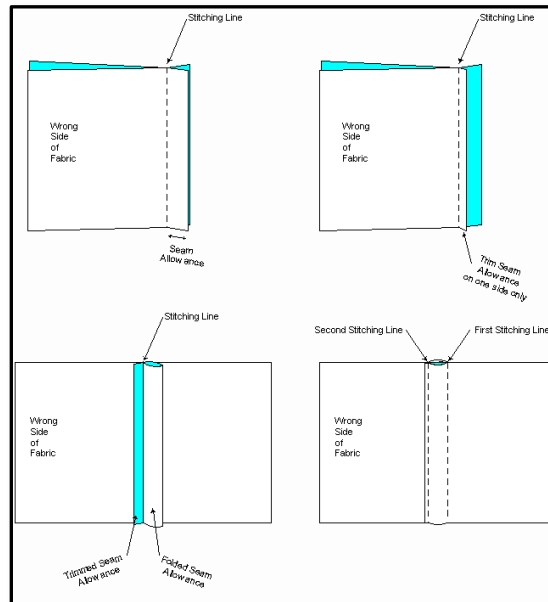 Stitching Line
Wrong
Side
of
Fabric
Seam
Allowance
Stitching Line
Wrong
Side
of
Fabric
Trim Seam
Allowance
on one side only
Stitching Line
Wrong
Side
of
Fabric
Trimmed Seam
Allowance
Folded Seam
Allowance
Second Stitching Line
First Stitching Line
Wrong
Side
of
Fabric